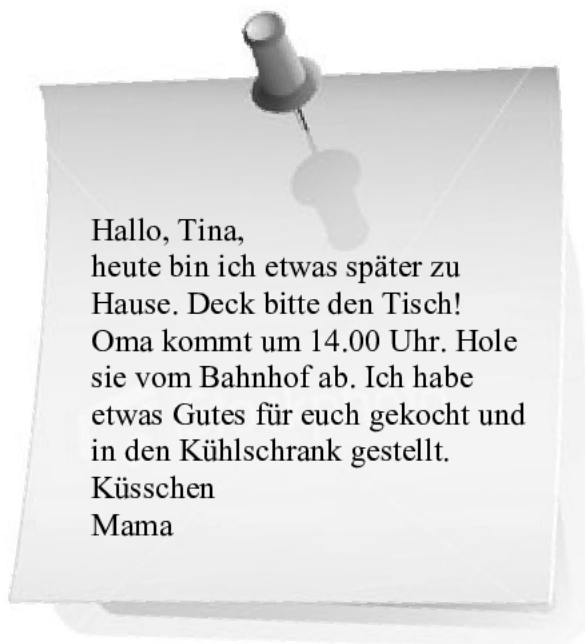 Hallo, Tina,
heute bin ich etwas später zu
Hause. Deck bitte den Tisch!
Oma kommt um 14.00 Uhr. Hole
sie vom Bahnhof ab. Ich habe
etwas Gutes für euch gekocht und
in den Kühlschrank gestellt.
Küsschen
Mama